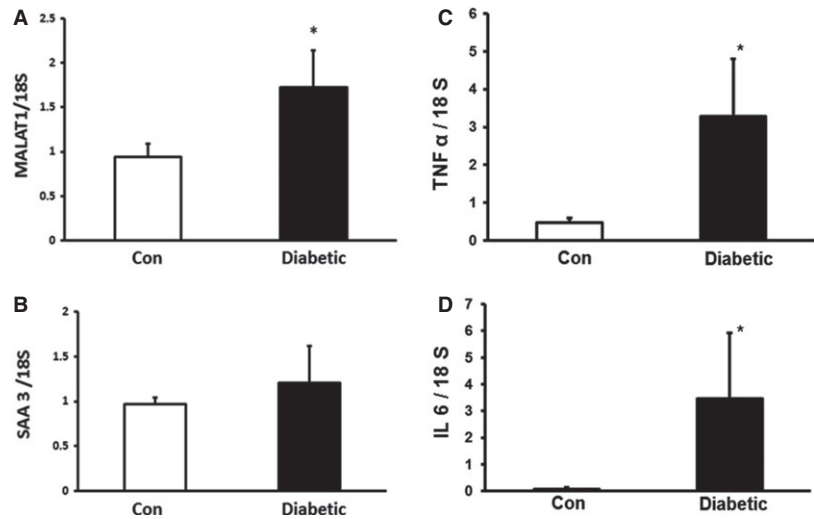 A
MALAT1/18S
2.5
2
1.5
1
0.5
0
*
Con
Diabetic
B
SAA 3 /18S
2
1.5
1
0.5
0
Con
Diabetic
C
TNF α / 18 S
6
5
4
3
2
1
0
*
Con
Diabetic
D
IL 6 / 18 S
7
6
5
4
3
2
1
0
*
Con
Diabetic